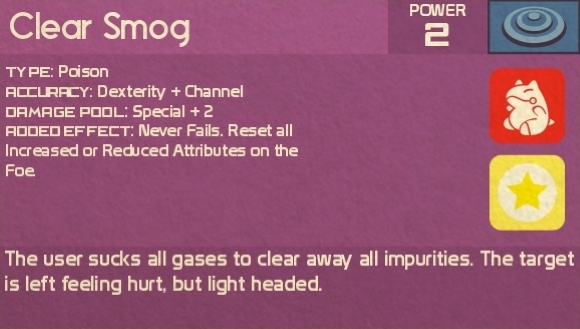 Clear Smog
POWER
2
TYPE: Poison
ACCURACY: Dexterity + Channel
DAMAGE POOL: Special + 2
ADDED EFFECT: Never Fails. Reset all
Increased or Reduced Attributes on the
Foe.
The user sucks all gases to clear away all impurities. The target
is left feeling hurt, but light headed.